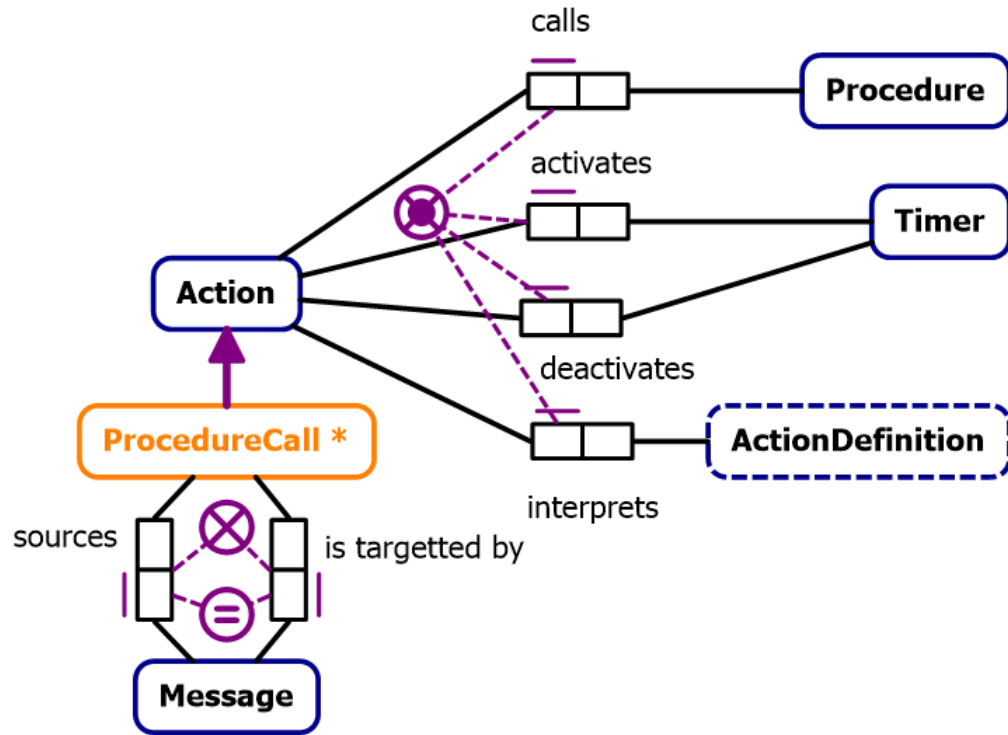 calls
Procedure
activates
Timer
Action
deactivates
ProcedureCall *
ActionDefinition
interprets
sources
is targetted by
=
Message